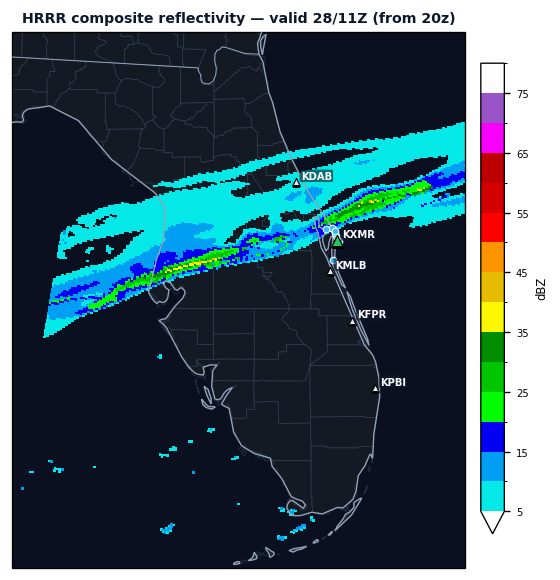 HRRR composite reflectivity — valid 28/11Z (from 20z)
75
65
55
45
35
25
15
5
dBZ
KDAB
KXMR
KMLB
KFPR
KPBI